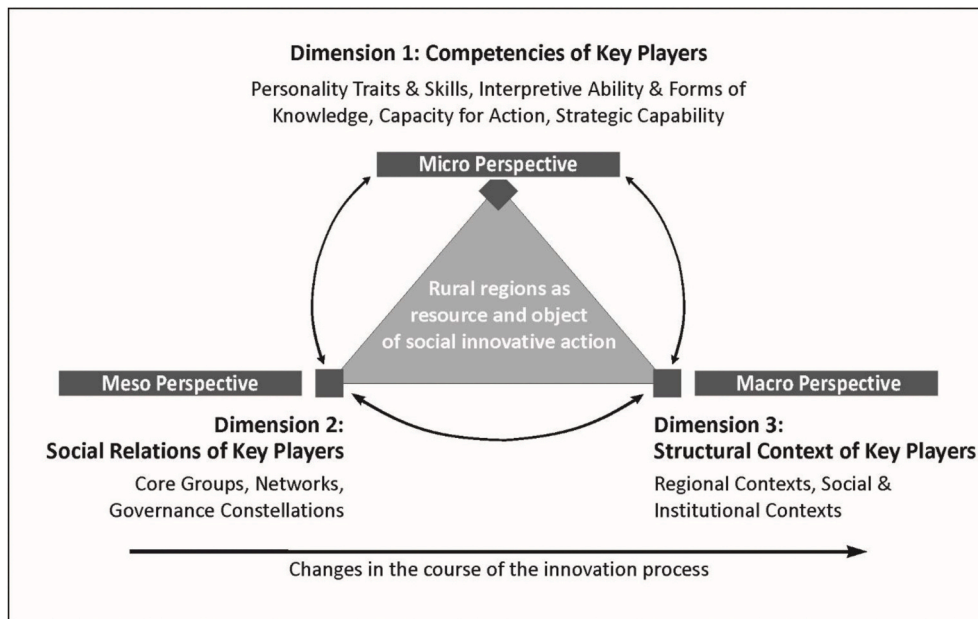 Dimension 1: Competencies of Key Players
Personality Traits & Skills, Interpretive Ability & Forms of
Knowledge, Capacity for Action, Strategic Capability
Micro Perspective
Rural regions as
resource and object
of social innovative action
Meso Perspective
Dimension 2:
Social Relations of Key Players
Core Groups, Networks,
Governance Constellations
Macro Perspective
Dimension 3:
Structural Context of Key Players
Regional Contexts, Social &
Institutional Contexts
Changes in the course of the innovation process